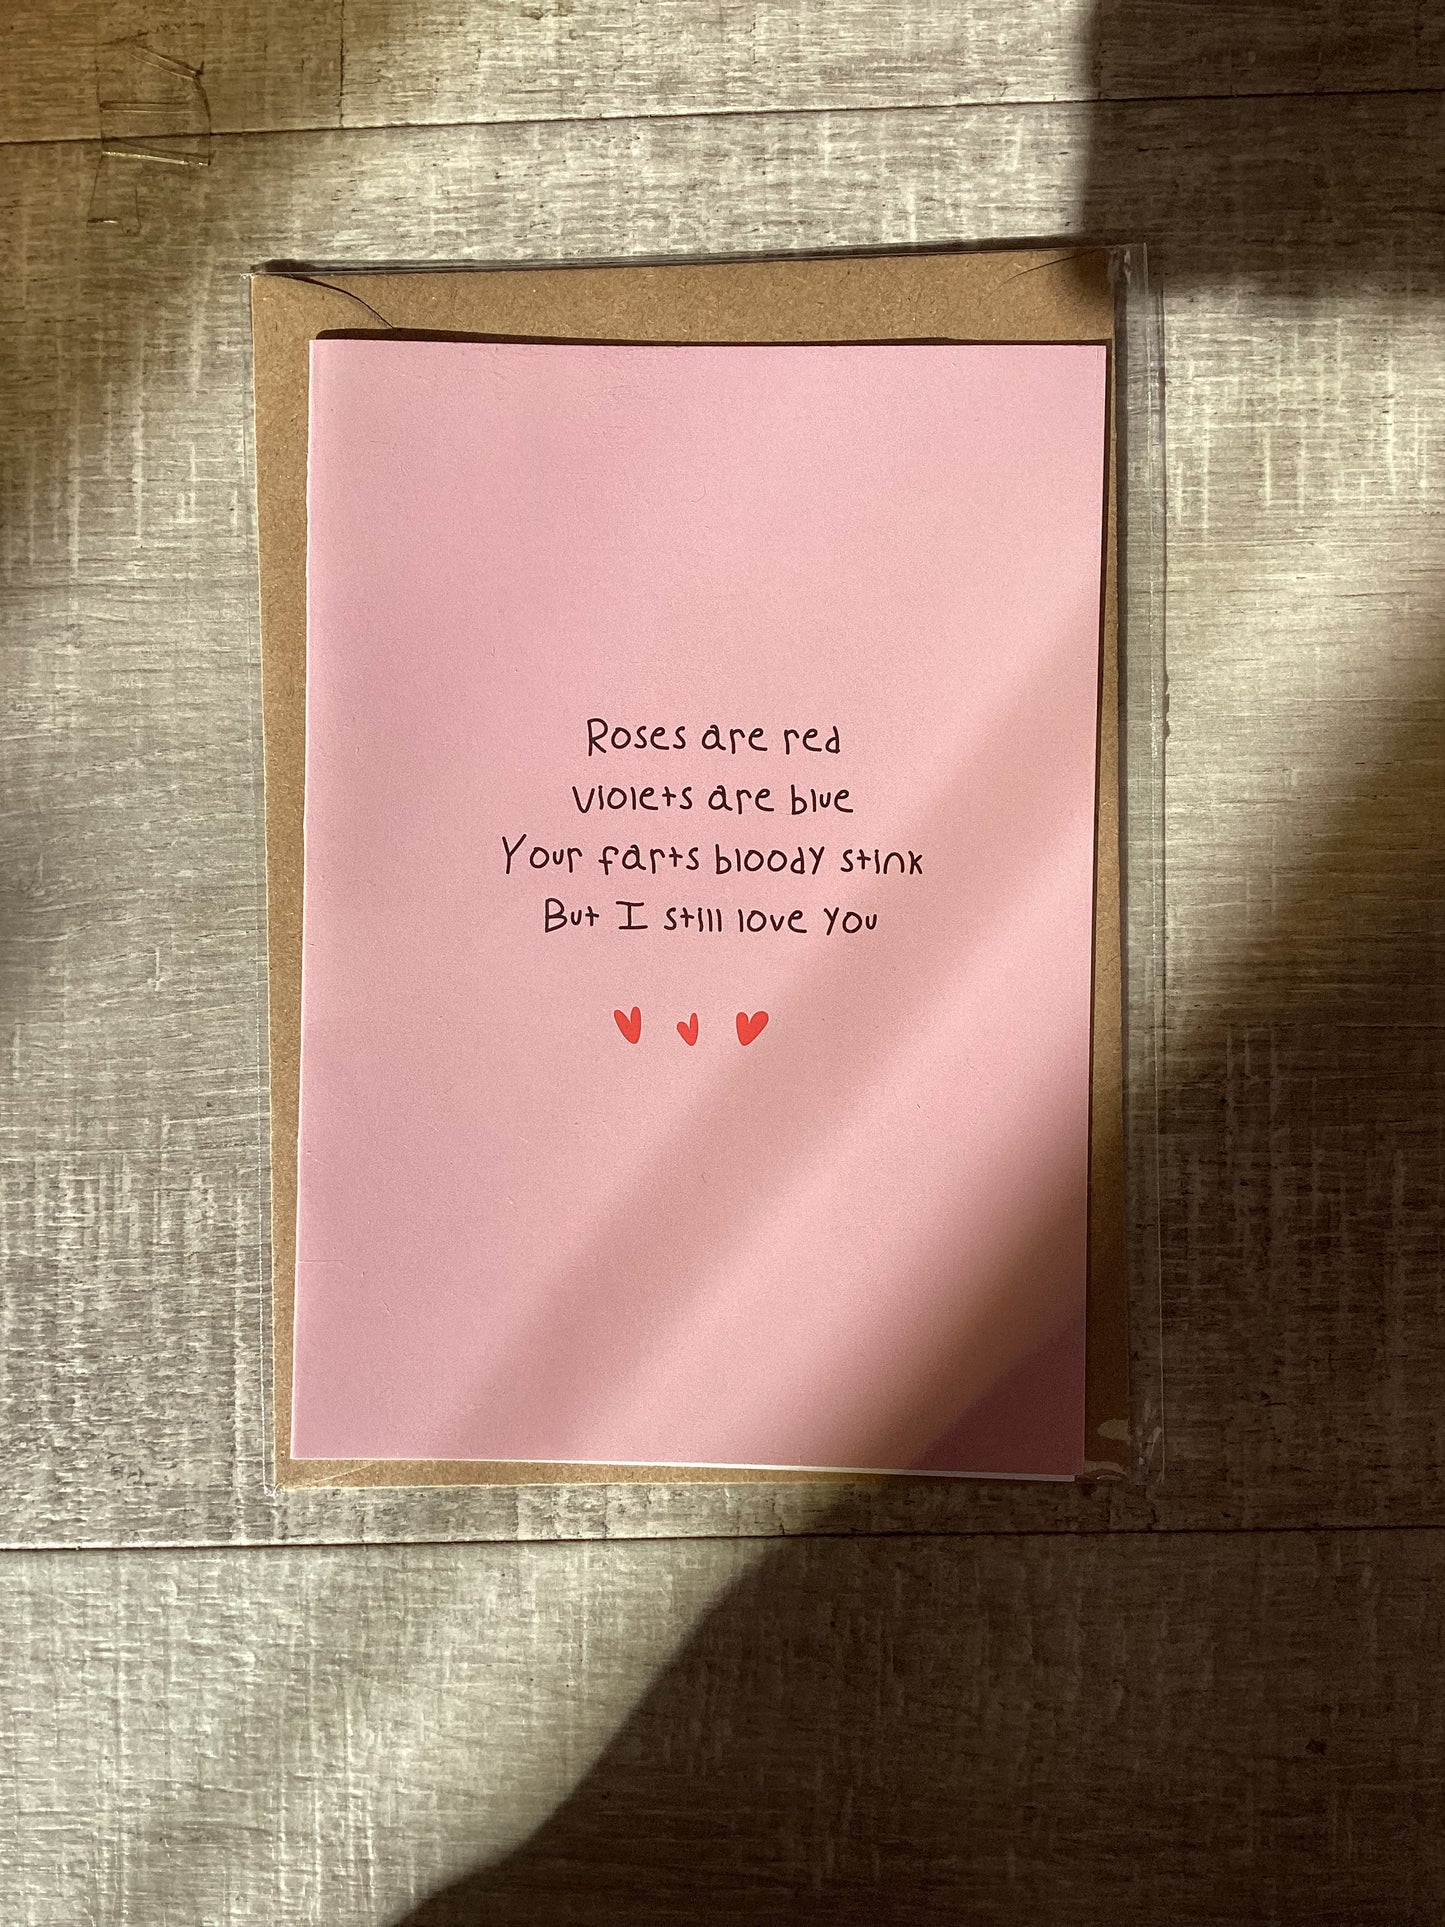 Roses are red
Violets are blue
Your farts bloody stink
But I still love you